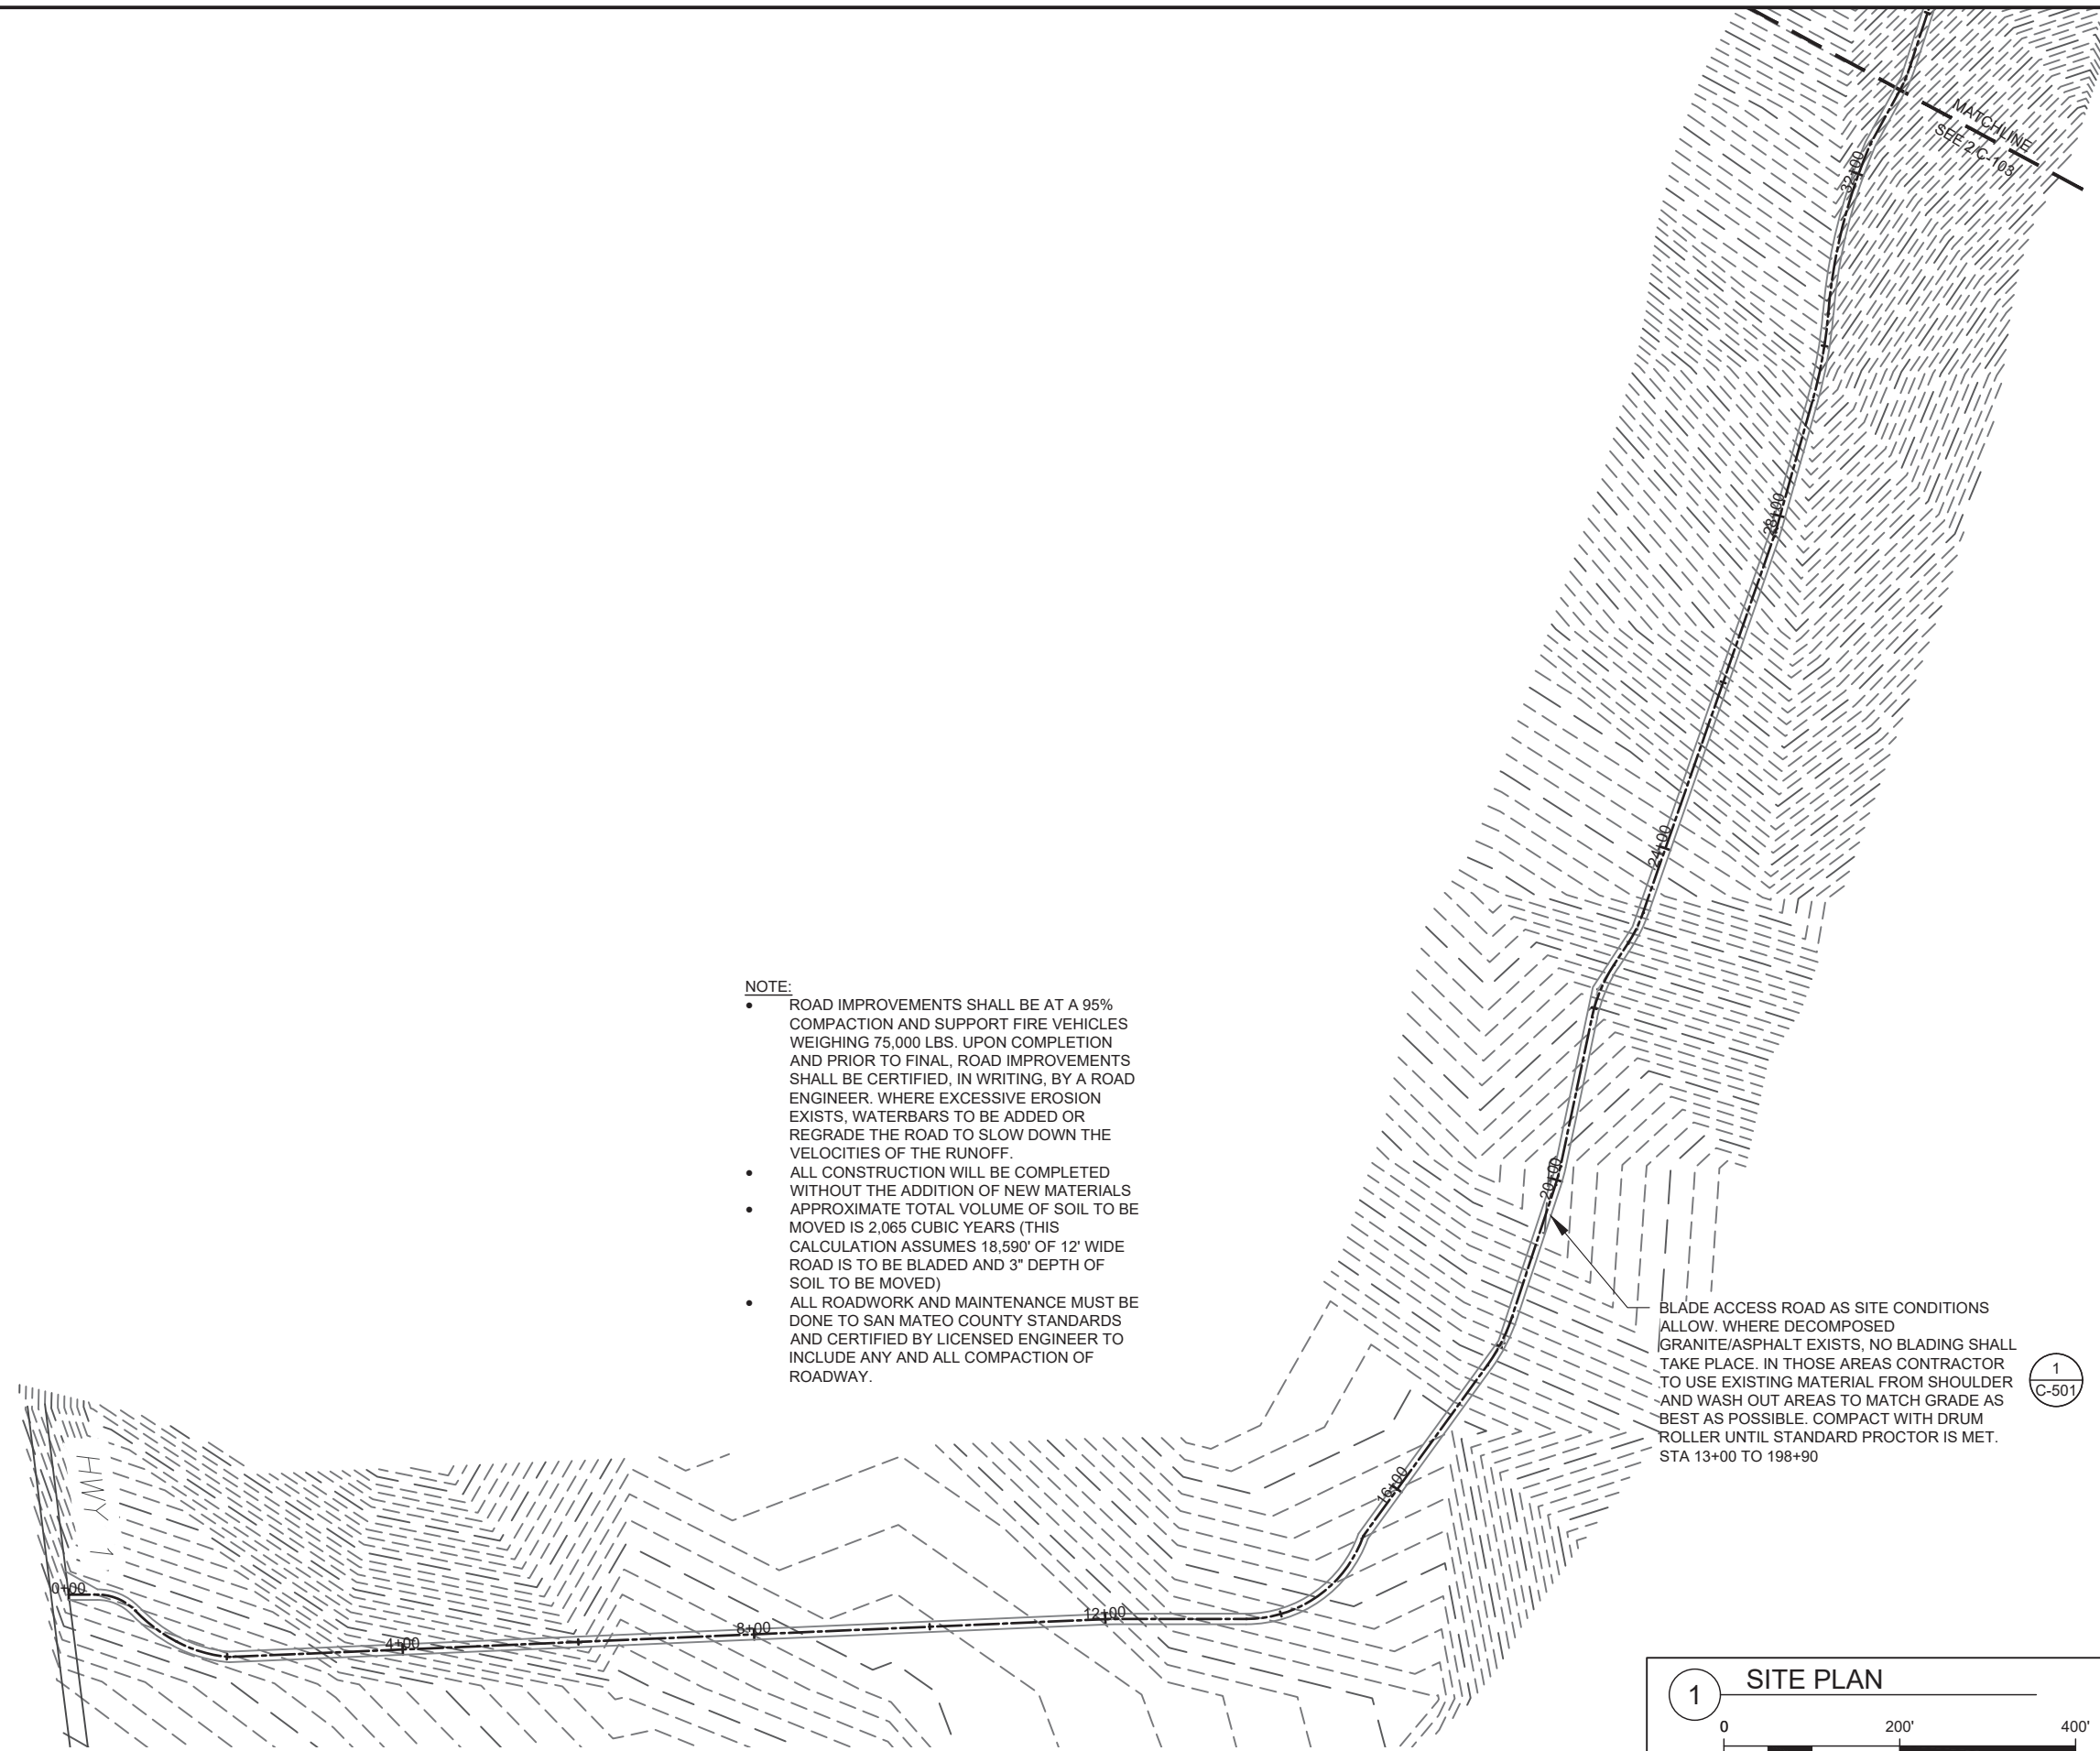 MATCHLINE
SEE 2/C-103
32+00
28+00
24+00
NOTE:
• ROAD IMPROVEMENTS SHALL BE AT A 95%
COMPACTION AND SUPPORT FIRE VEHICLES
WEIGHING 75,000 LBS. UPON COMPLETION
AND PRIOR TO FINAL, ROAD IMPROVEMENTS
SHALL BE CERTIFIED, IN WRITING, BY A ROAD
ENGINEER. WHERE EXCESSIVE EROSION
EXISTS, WATERBARS TO BE ADDED OR
REGRADE THE ROAD TO SLOW DOWN THE
VELOCITIES OF THE RUNOFF.
• ALL CONSTRUCTION WILL BE COMPLETED
WITHOUT THE ADDITION OF NEW MATERIALS
• APPROXIMATE TOTAL VOLUME OF SOIL TO BE
MOVED IS 2,065 CUBIC YEARS (THIS
CALCULATION ASSUMES 18,590' OF 12' WIDE
ROAD IS TO BE BLADED AND 3" DEPTH OF
SOIL TO BE MOVED)
• ALL ROADWORK AND MAINTENANCE MUST BE
DONE TO SAN MATEO COUNTY STANDARDS
AND CERTIFIED BY LICENSED ENGINEER TO
INCLUDE ANY AND ALL COMPACTION OF
ROADWAY.
20+00
BLADE ACCESS ROAD AS SITE CONDITIONS
ALLOW. WHERE DECOMPOSED
GRANITE/ASPHALT EXISTS, NO BLADING SHALL
TAKE PLACE. IN THOSE AREAS CONTRACTOR
TO USE EXISTING MATERIAL FROM SHOULDER
AND WASH OUT AREAS TO MATCH GRADE AS
BEST AS POSSIBLE. COMPACT WITH DRUM
ROLLER UNTIL STANDARD PROCTOR IS MET.
STA 13+00 TO 198+90
1
C-501
16+00
HWY 1
0+00
4+00
8+00
12+00
1
SITE PLAN
0 200' 400'